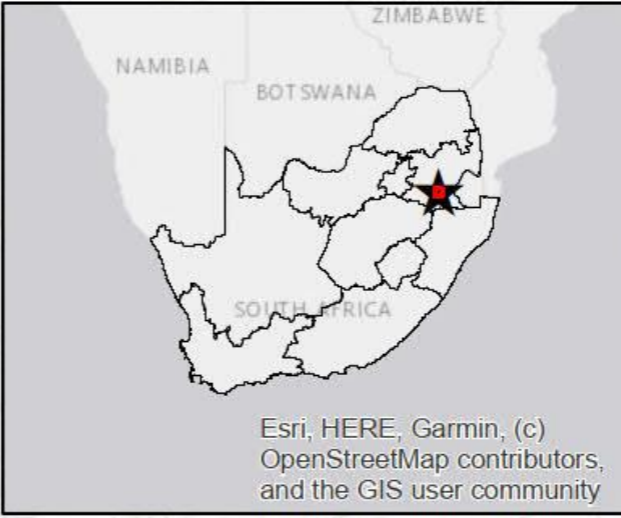 ZIMBABWE
NAMIBIA
BOTSWANA
SOUTH AFRICA
Esri, HERE, Garmin, (c)
OpenStreetMap contributors,
and the GIS user community